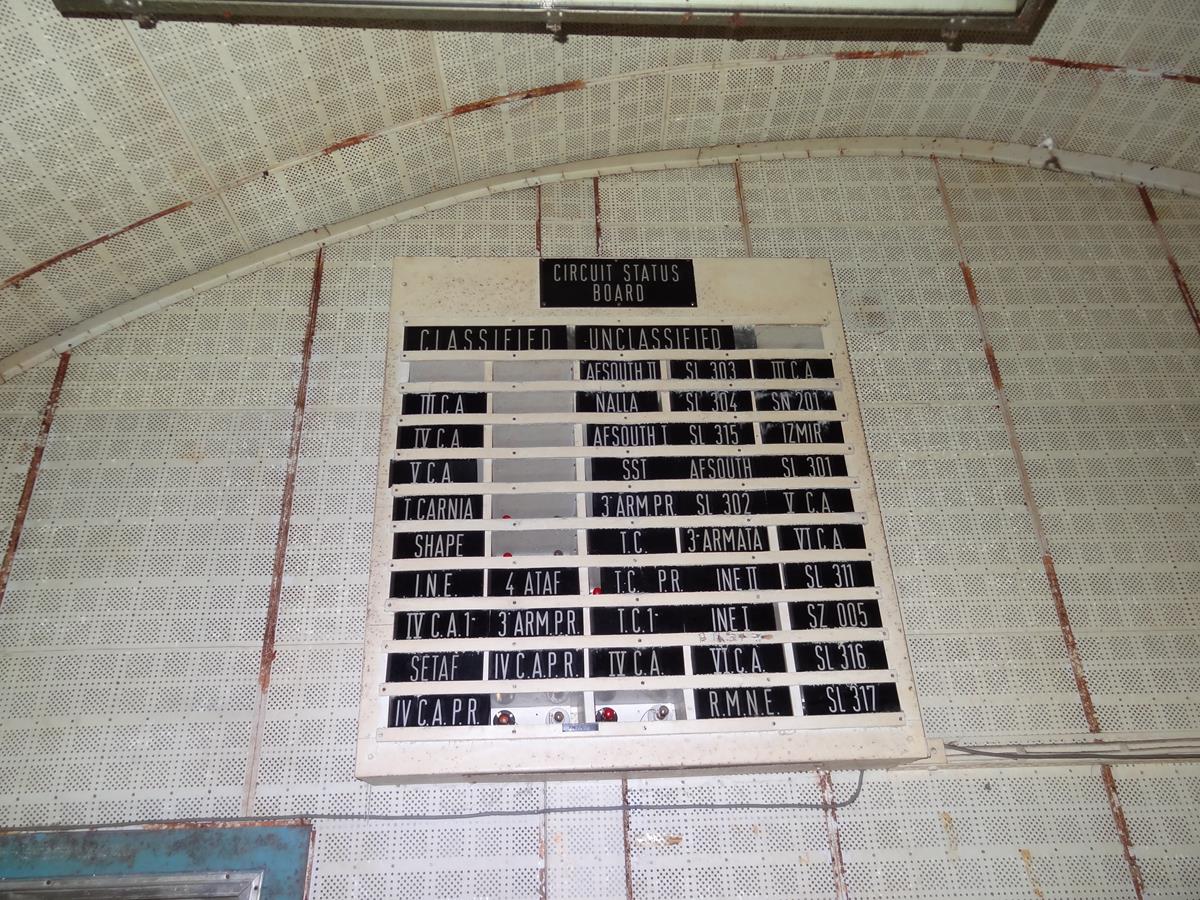 CIRCUIT STATUS
BOARD
CLASSIFIED UNCLASSIFIED
AFSOUTH II SL 303 III C.A.
III C.A. NALLA SL 304 SN 201
IV C.A. AFSOUTH I SL 315 IZMIR
V C.A. SST AFSOUTH SL 301
T.CARNIA 3ª ARM.P.R. SL 302 V C.A.
SHAPE T.C. 3ª ARMATA VI C.A.
I.N.E. 4 ATAF T.C. P.R. INE II SL 311
IV C.A.1ª 3ª ARM.P.R. T.C.1ª INE I SZ 005
SETAF IV C.A.P.R. IV C.A. VI C.A. SL 316
IV C.A.P.R. R.M.N.E. SL 317